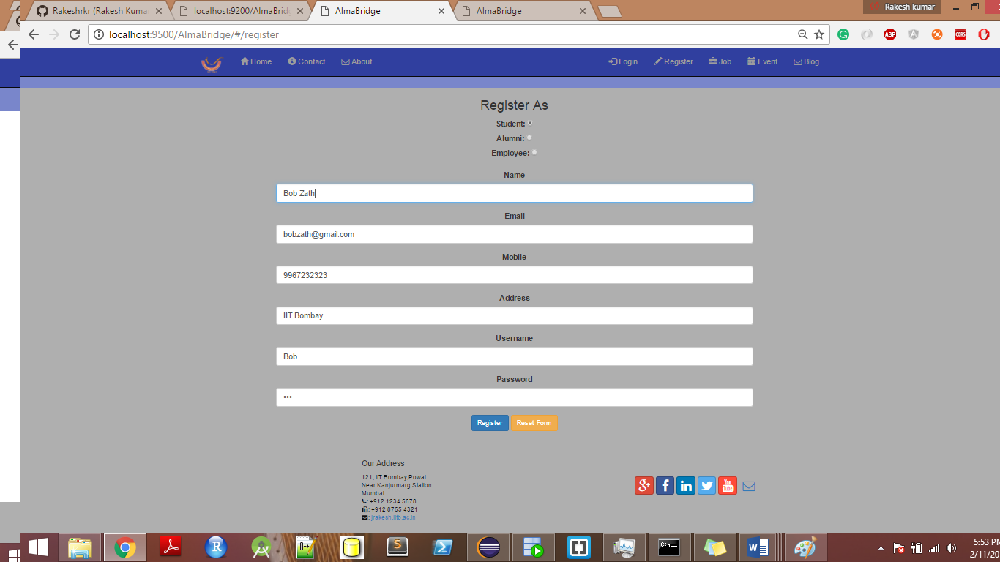 Rakeshrkr (Rakesh Kuma
localhost:9200/AlmaBridg
AlmaBridge
AlmaBridge
Rakesh kumar
localhost:9500/AlmaBridge/#/register
ABP
CORS
Home
Contact
About
Login
Register
Job
Event
Blog
Register As
Student:
Alumni:
Employee:
Name
Bob Zath
Email
bobzath@gmail.com
Mobile
9967232323
Address
IIT Bombay
Username
Bob
Password
•••
Register
Reset Form
Our Address
121, IIT Bombay,Powai
Near Kanjurmarg Station
Mumbai
: +912 1234 5678
: +912 8765 4321
: jrakesh.iitb.ac.in
5:53 PM
2/11/20